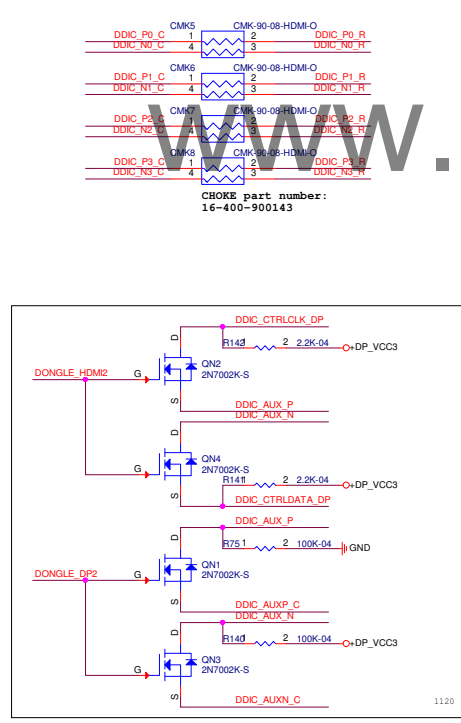 CMK5 CMK-90-08-HDMI-O
DDIC_P0_C 1 2 DDIC_P0_R
DDIC_N0_C 4 3 DDIC_N0_R
CMK6 CMK-90-08-HDMI-O
DDIC_P1_C 1 2 DDIC_P1_R
DDIC_N1_C 4 3 DDIC_N1_R
CMK7 CMK-90-08-HDMI-O
DDIC_P2_C 1 2 DDIC_P2_R
DDIC_N2_C 4 3 DDIC_N2_R
www.
CMK8 CMK-90-08-HDMI-O
DDIC_P3_C 1 2 DDIC_P3_R
DDIC_N3_C 4 3 DDIC_N3_R
CHOKE part number:
16-400-900143
DDIC_CTRLCLK_DP
D R142 1 2 2.2K-04 +DP_VCC3
DONGLE_HDMI2 G QN2
2N7002K-S
S DDIC_AUX_P
DDIC_AUX_N
D
G QN4
2N7002K-S
R141 1 2 2.2K-04 +DP_VCC3
S DDIC_CTRLDATA_DP
DDIC_AUX_P
D R75 1 2 100K-04 GND
DONGLE_DP2 G QN1
2N7002K-S
S DDIC_AUXP_C
DDIC_AUX_N
D R140 1 2 100K-04 +DP_VCC3
G QN3
2N7002K-S
S DDIC_AUXN_C
1120